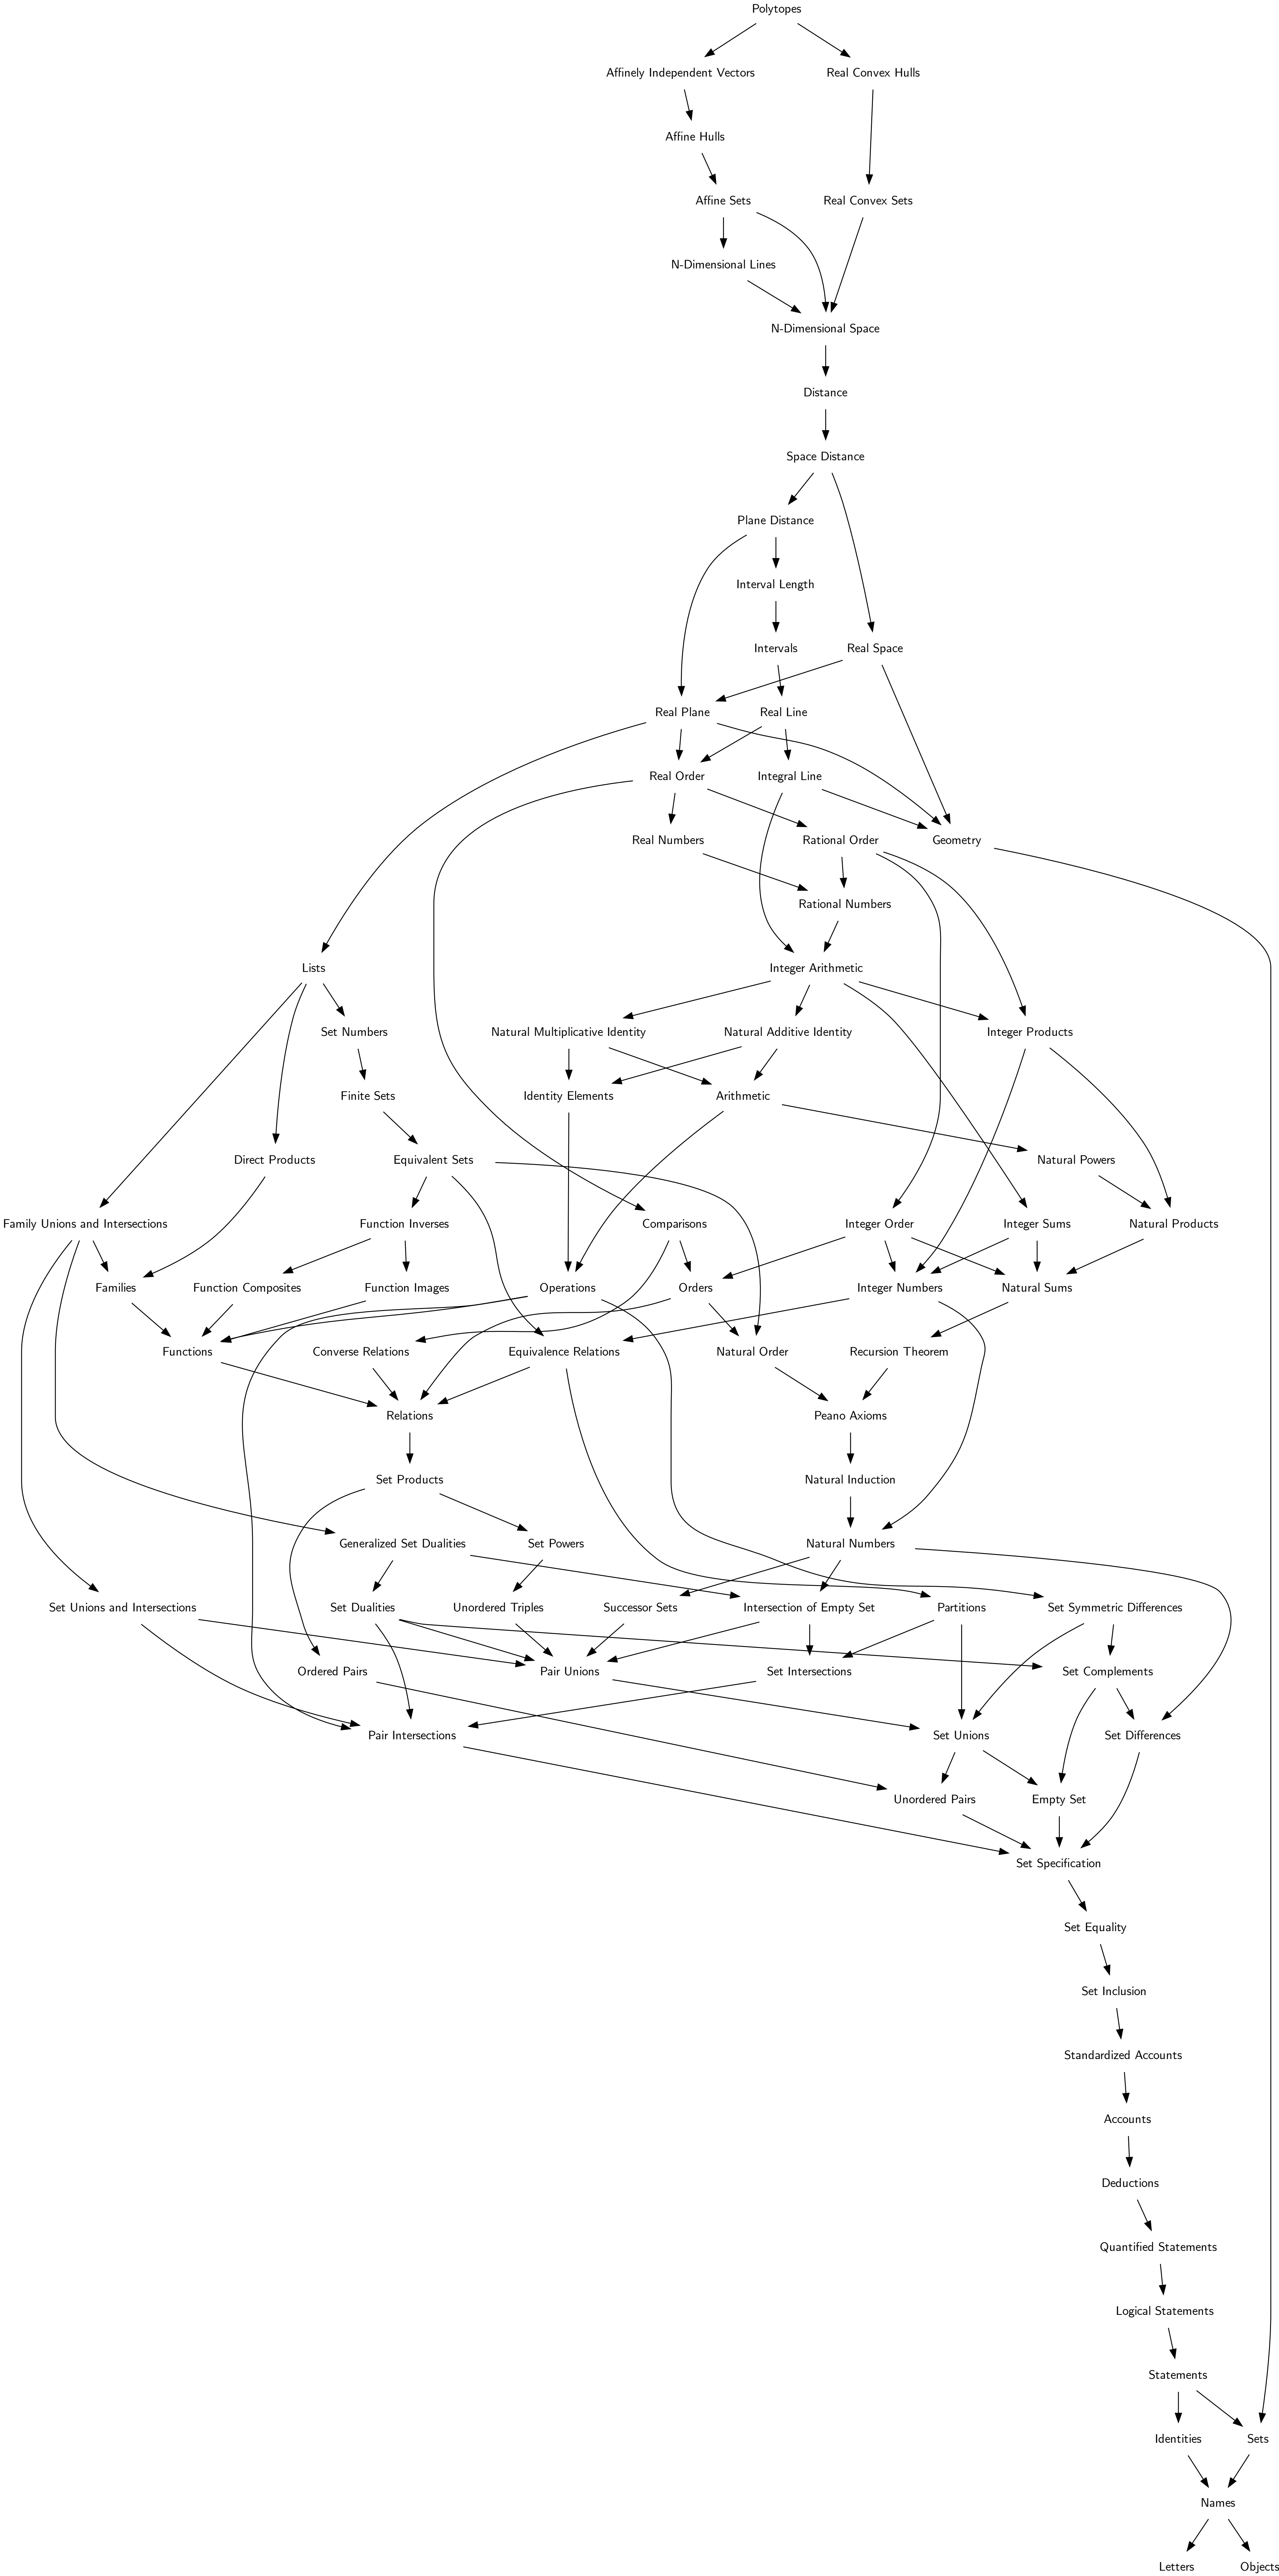 Polytopes
Affinely Independent Vectors
Real Convex Hulls
Affine Hulls
Affine Sets
Real Convex Sets
N-Dimensional Lines
N-Dimensional Space
Distance
Space Distance
Plane Distance
Interval Length
Intervals
Real Space
Real Plane
Real Line
Real Order
Integral Line
Real Numbers
Rational Order
Geometry
Rational Numbers
Lists
Integer Arithmetic
Set Numbers
Natural Multiplicative Identity
Natural Additive Identity
Integer Products
Finite Sets
Identity Elements
Arithmetic
Direct Products
Equivalent Sets
Natural Powers
Family Unions and Intersections
Function Inverses
Comparisons
Integer Order
Integer Sums
Natural Products
Families
Function Composites
Function Images
Operations
Orders
Integer Numbers
Natural Sums
Functions
Converse Relations
Equivalence Relations
Natural Order
Recursion Theorem
Relations
Peano Axioms
Set Products
Natural Induction
Generalized Set Dualities
Set Powers
Natural Numbers
Set Unions and Intersections
Set Dualities
Unordered Triples
Successor Sets
Intersection of Empty Set
Partitions
Set Symmetric Differences
Ordered Pairs
Pair Unions
Set Intersections
Set Complements
Pair Intersections
Set Unions
Set Differences
Unordered Pairs
Empty Set
Set Specification
Set Equality
Set Inclusion
Standardized Accounts
Accounts
Deductions
Quantified Statements
Logical Statements
Statements
Identities
Sets
Names
Letters
Objects